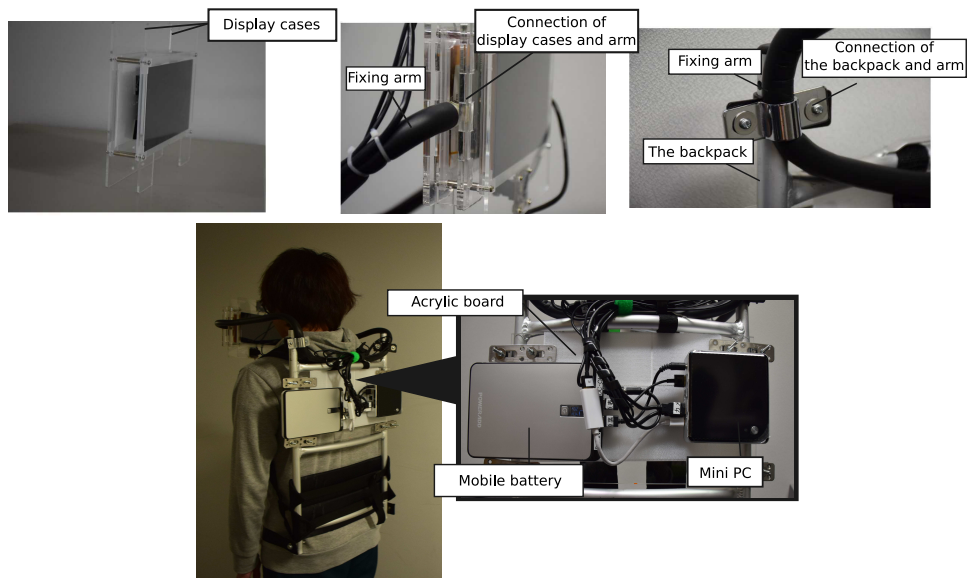 Display cases
Connection of
display cases and arm
Fixing arm
Connection of
the backpack and arm
Fixing arm
The backpack
Acrylic board
Mobile battery
Mini PC